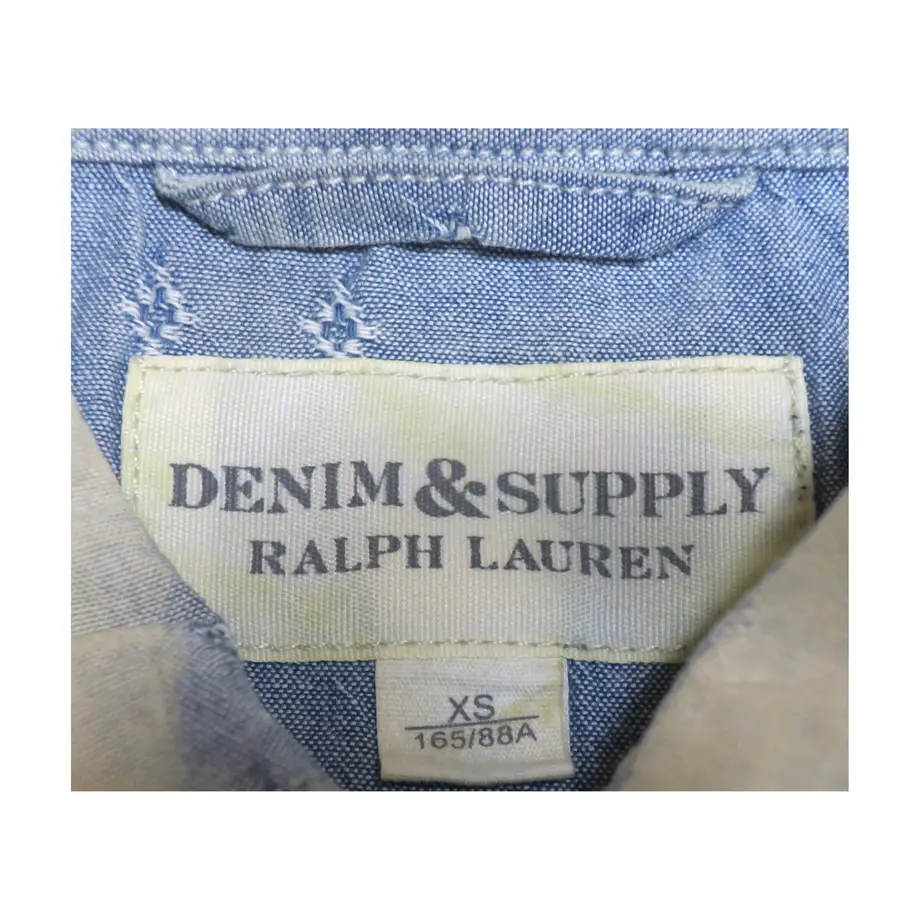 DENIM & SUPPLY
RALPH LAUREN
XS
165/88A